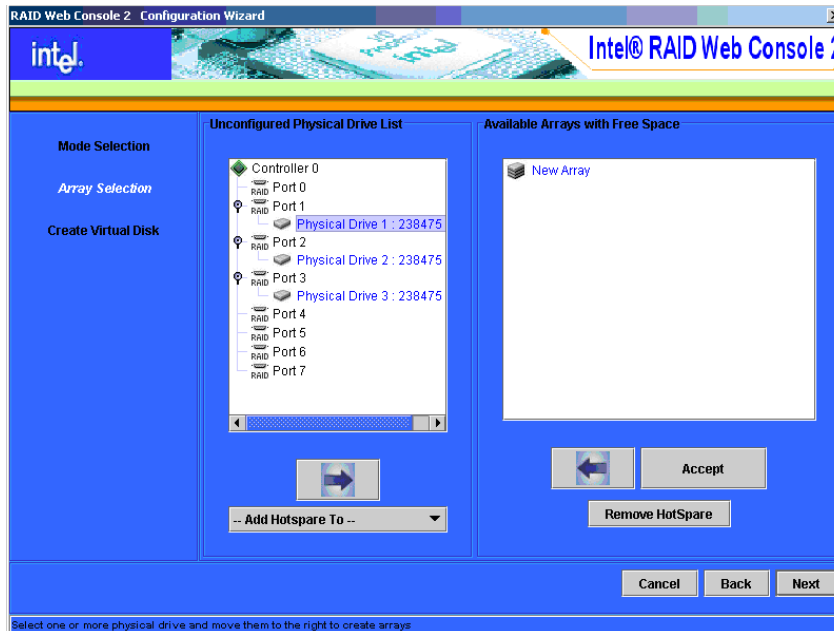 RAID Web Console 2 Configuration Wizard
intel.
intel
Intel® RAID Web Console 2
Mode Selection
Array Selection
Create Virtual Disk
Unconfigured Physical Drive List
Controller 0
RAID Port 0
RAID Port 1
Physical Drive 1 : 238475
RAID Port 2
Physical Drive 2 : 238475
RAID Port 3
Physical Drive 3 : 238475
RAID Port 4
RAID Port 5
RAID Port 6
RAID Port 7
-- Add Hotspare To --
Available Arrays with Free Space
New Array
Accept
Remove HotSpare
Cancel Back Next
Select one or more physical drive and move them to the right to create arrays